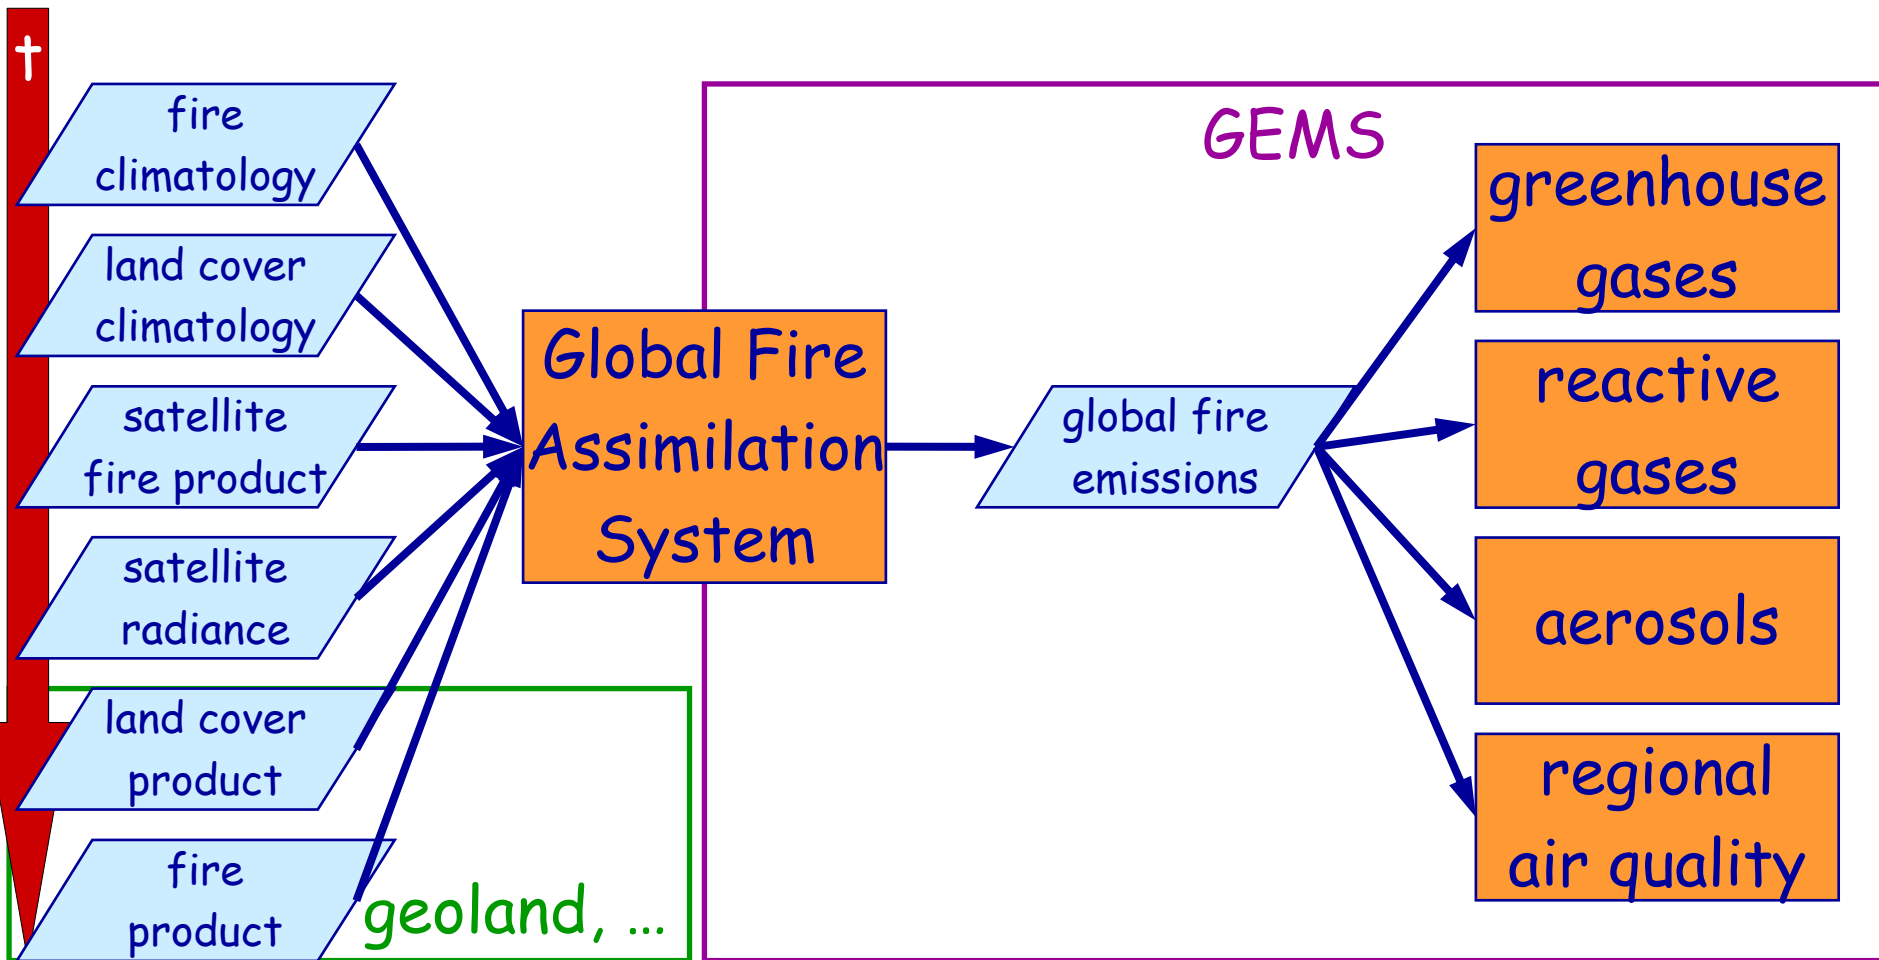 t
fire
climatology
land cover
climatology
satellite
fire product
satellite
radiance
land cover
product
fire
product
geoland, ...
Global Fire
Assimilation
System
GEMS
global fire
emissions
greenhouse
gases
reactive
gases
aerosols
regional
air quality